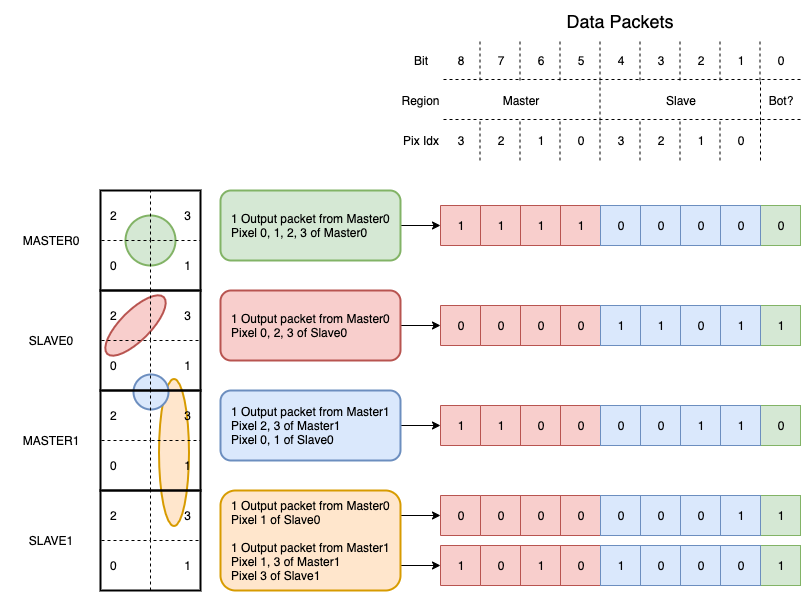 Data Packets
Bit 8 7 6 5 4 3 2 1 0
Region Master Slave Bot?
Pix Idx 3 2 1 0 3 2 1 0
MASTER0
2 3
0 1
1 Output packet from Master0
Pixel 0, 1, 2, 3 of Master0
1 1 1 1 0 0 0 0 0
SLAVE0
2 3
0 1
1 Output packet from Master0
Pixel 0, 2, 3 of Slave0
0 0 0 0 1 1 0 1 1
MASTER1
2 3
0 1
1 Output packet from Master1
Pixel 2, 3 of Master1
Pixel 0, 1 of Slave0
1 1 0 0 0 0 1 1 0
SLAVE1
2 3
0 1
1 Output packet from Master0
Pixel 1 of Slave0
0 0 0 0 0 0 0 1 1
1 Output packet from Master1
Pixel 1, 3 of Master1
Pixel 3 of Slave1
1 0 1 0 1 0 0 0 1